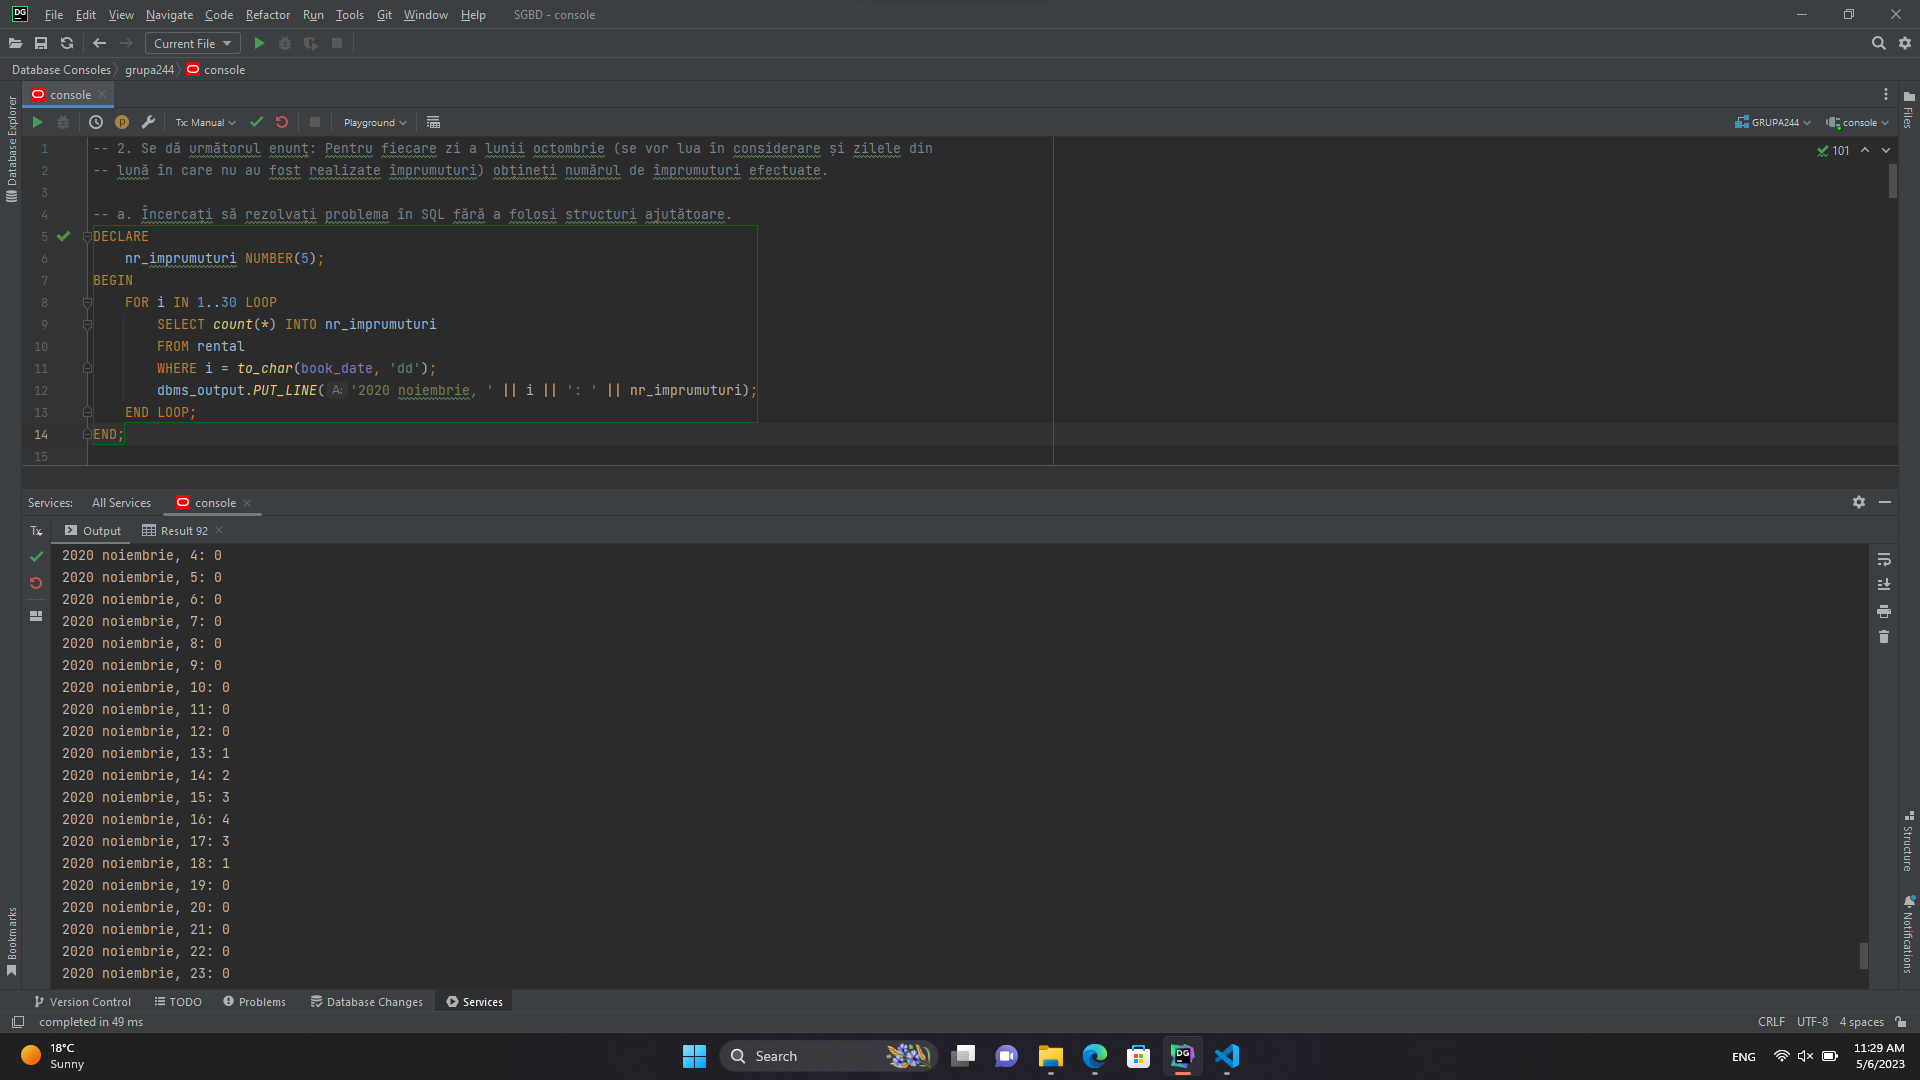 DG File Edit View Navigate Code Refactor Run Tools Git Window Help SGBD - console
Current File
Database Consoles grupa244 console
console
Tx: Manual Playground GRUPA244 console
Database Explorer
Files
101
1 -- 2. Se dă următorul enunț: Pentru fiecare zi a lunii octombrie (se vor lua în considerare și zilele din
2 -- lună în care nu au fost realizate împrumuturi) obțineți numărul de împrumuturi efectuate.
3
4 -- a. Încercați să rezolvați problema în SQL fără a folosi structuri ajutătoare.
5 DECLARE
6 nr_imprumuturi NUMBER(5);
7 BEGIN
8 FOR i IN 1..30 LOOP
9 SELECT count(*) INTO nr_imprumuturi
10 FROM rental
11 WHERE i = to_char(book_date, 'dd');
12 dbms_output.PUT_LINE( A: '2020 noiembrie, ' || i || ': ' || nr_imprumuturi);
13 END LOOP;
14 END;
15
Services: All Services console
Tx Output Result 92
2020 noiembrie, 4: 0
2020 noiembrie, 5: 0
2020 noiembrie, 6: 0
2020 noiembrie, 7: 0
2020 noiembrie, 8: 0
2020 noiembrie, 9: 0
2020 noiembrie, 10: 0
2020 noiembrie, 11: 0
2020 noiembrie, 12: 0
2020 noiembrie, 13: 1
2020 noiembrie, 14: 2
2020 noiembrie, 15: 3
2020 noiembrie, 16: 4
2020 noiembrie, 17: 3
2020 noiembrie, 18: 1
2020 noiembrie, 19: 0
2020 noiembrie, 20: 0
2020 noiembrie, 21: 0
2020 noiembrie, 22: 0
2020 noiembrie, 23: 0
Structure
Notifications
Bookmarks
Version Control TODO Problems Database Changes Services
completed in 49 ms CRLF UTF-8 4 spaces
18°C
Sunny
Search
DG
ENG
11:29 AM
5/6/2023